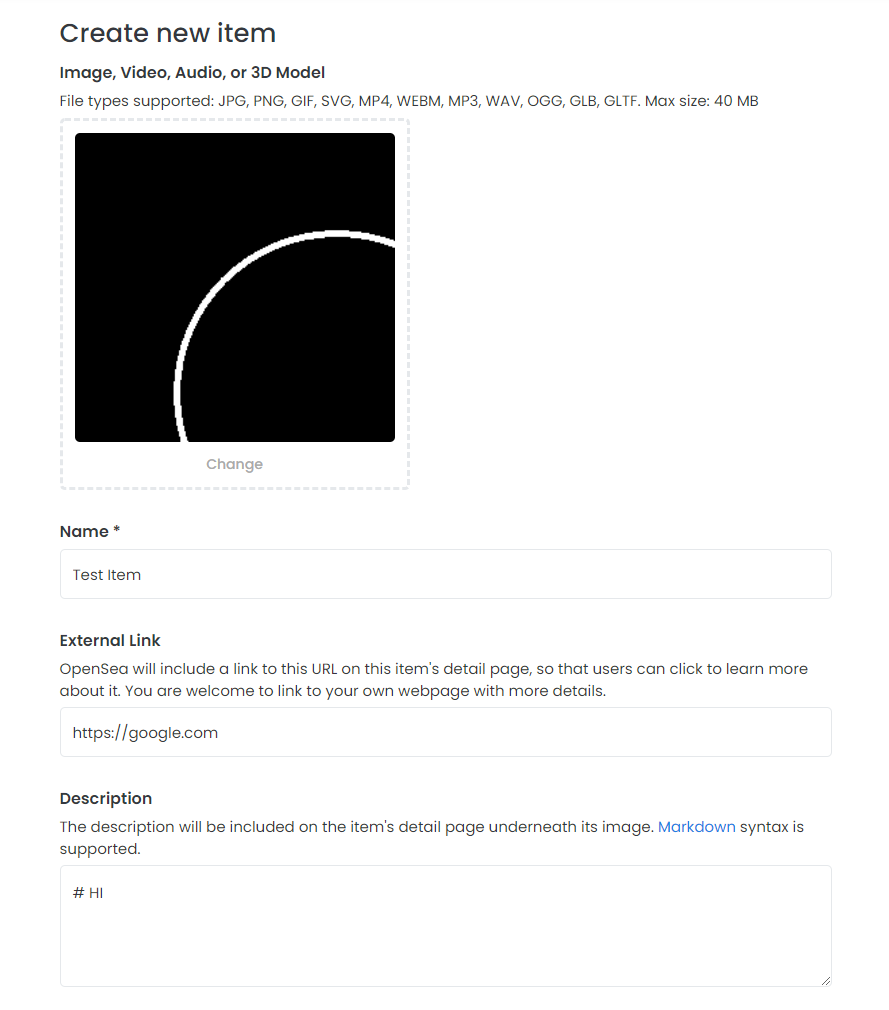 Create new item
Image, Video, Audio, or 3D Model
File types supported: JPG, PNG, GIF, SVG, MP4, WEBM, MP3, WAV, OGG, GLB, GLTF. Max size: 40 MB
Change
Name *
Test Item
External Link
OpenSea will include a link to this URL on this item's detail page, so that users can click to learn more
about it. You are welcome to link to your own webpage with more details.
https://google.com
Description
The description will be included on the item's detail page underneath its image. Markdown syntax is
supported.
# HI